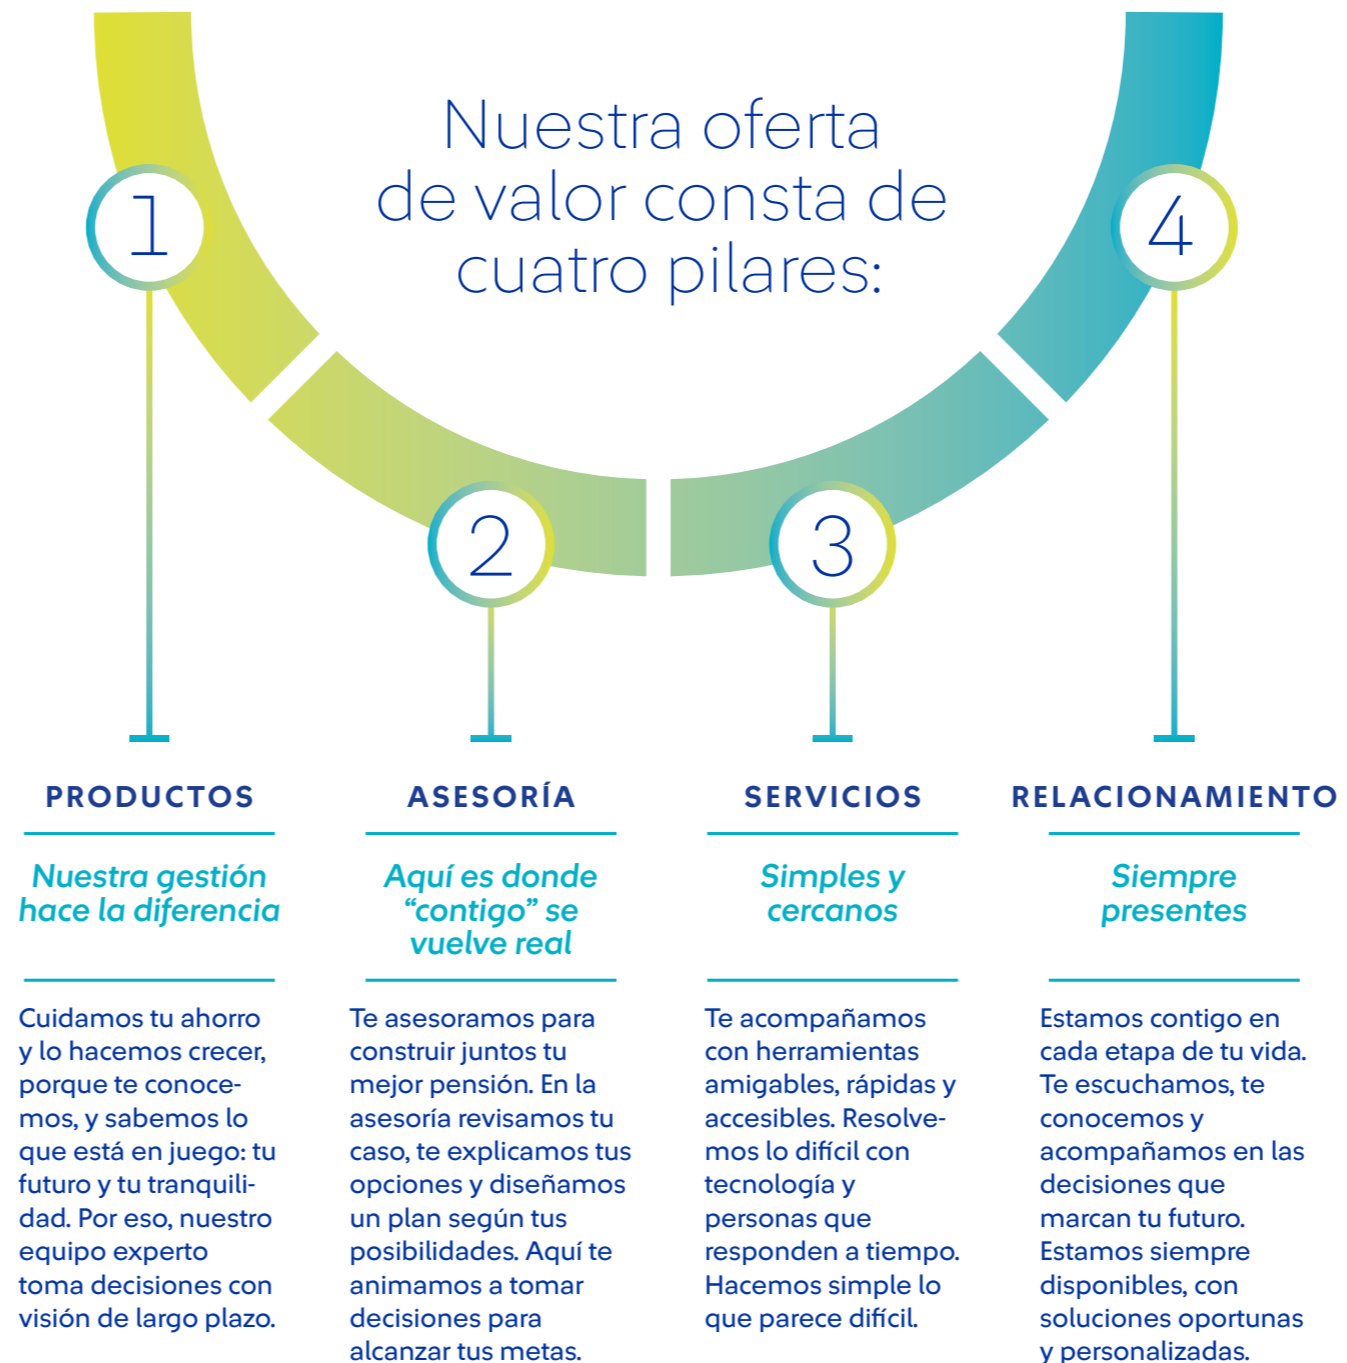 Nuestra oferta
de valor consta de
cuatro pilares:
1
2
3
4
PRODUCTOS
Nuestra gestión
hace la diferencia
Cuidamos tu ahorro
y lo hacemos crecer,
porque te conoce-
mos, y sabemos lo
que está en juego: tu
futuro y tu tranquili-
dad. Por eso, nuestro
equipo experto
toma decisiones con
visión de largo plazo.
ASESORÍA
Aquí es donde
“contigo” se
vuelve real
Te asesoramos para
construir juntos tu
mejor pensión. En la
asesoría revisamos tu
caso, te explicamos tus
opciones y diseñamos
un plan según tus
posibilidades. Aquí te
animamos a tomar
decisiones para
alcanzar tus metas.
SERVICIOS
Simples y
cercanos
Te acompañamos
con herramientas
amigables, rápidas y
accesibles. Resolve-
mos lo difícil con
tecnología y
personas que
responden a tiempo.
Hacemos simple lo
que parece difícil.
RELACIONAMIENTO
Siempre
presentes
Estamos contigo en
cada etapa de tu vida.
Te escuchamos, te
conocemos y
acompañamos en las
decisiones que
marcan tu futuro.
Estamos siempre
disponibles, con
soluciones oportunas
y personalizadas.